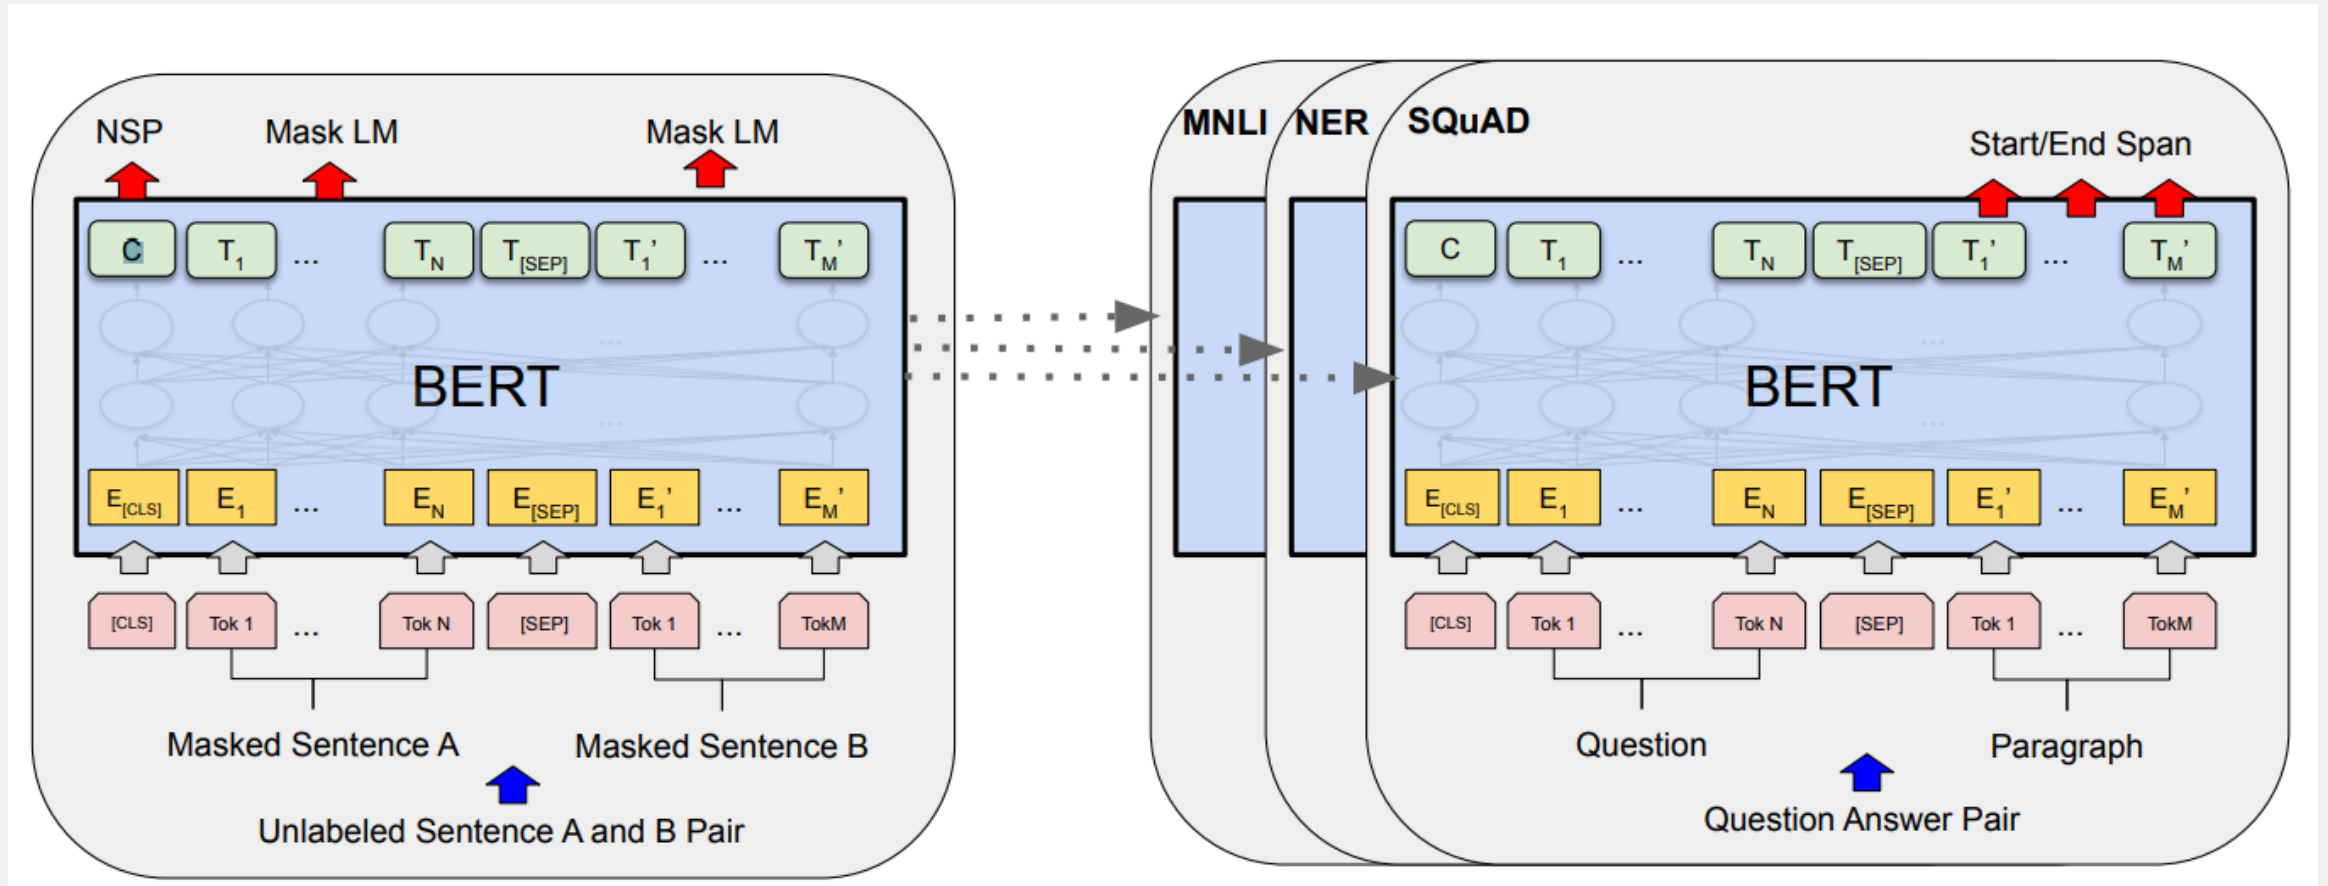 NSP Mask LM Mask LM
C T1 ... TN T[SEP] T1’ ... TM’
BERT
E[CLS] E1 ... EN E[SEP] E1’ ... EM’
[CLS] Tok 1 ... Tok N [SEP] Tok 1 ... TokM
Masked Sentence A Masked Sentence B
Unlabeled Sentence A and B Pair
MNLI NER SQuAD
Start/End Span
C T1 ... TN T[SEP] T1’ ... TM’
BERT
E[CLS] E1 ... EN E[SEP] E1’ ... EM’
[CLS] Tok 1 ... Tok N [SEP] Tok 1 ... TokM
Question Paragraph
Question Answer Pair